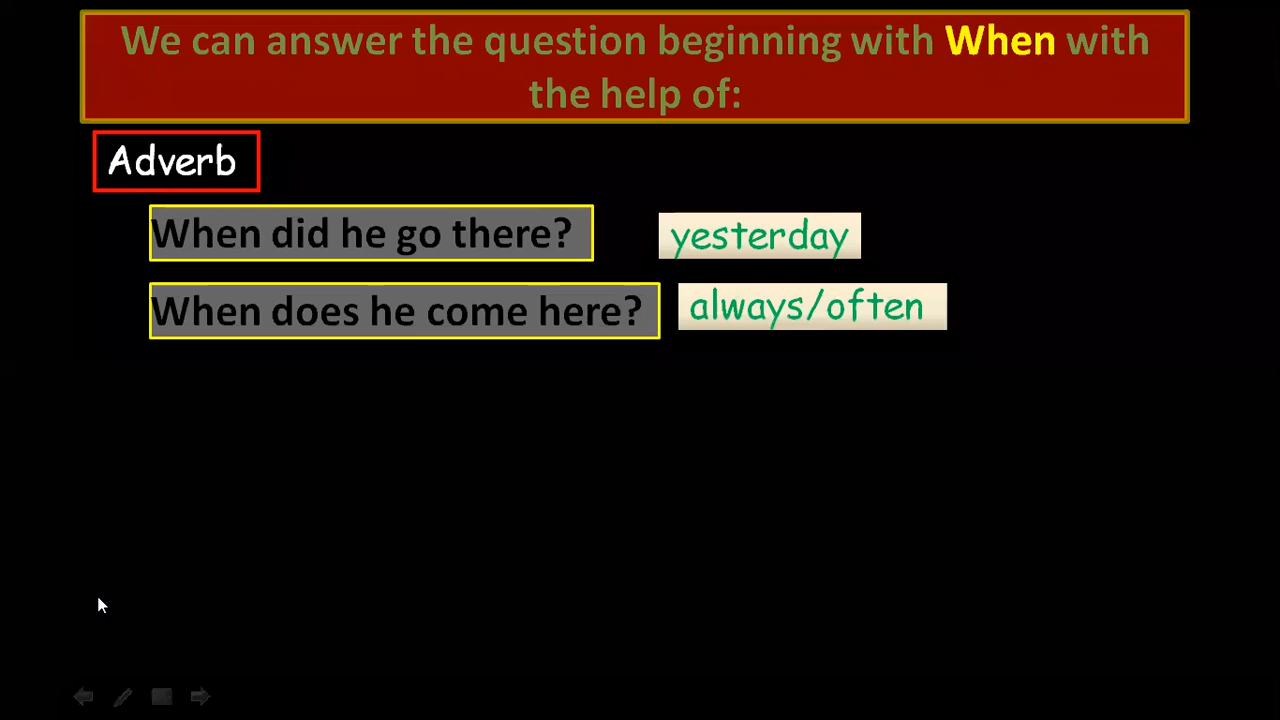 We can answer the question beginning with When with
the help of:
Adverb
When did he go there?
yesterday
When does he come here?
always/often